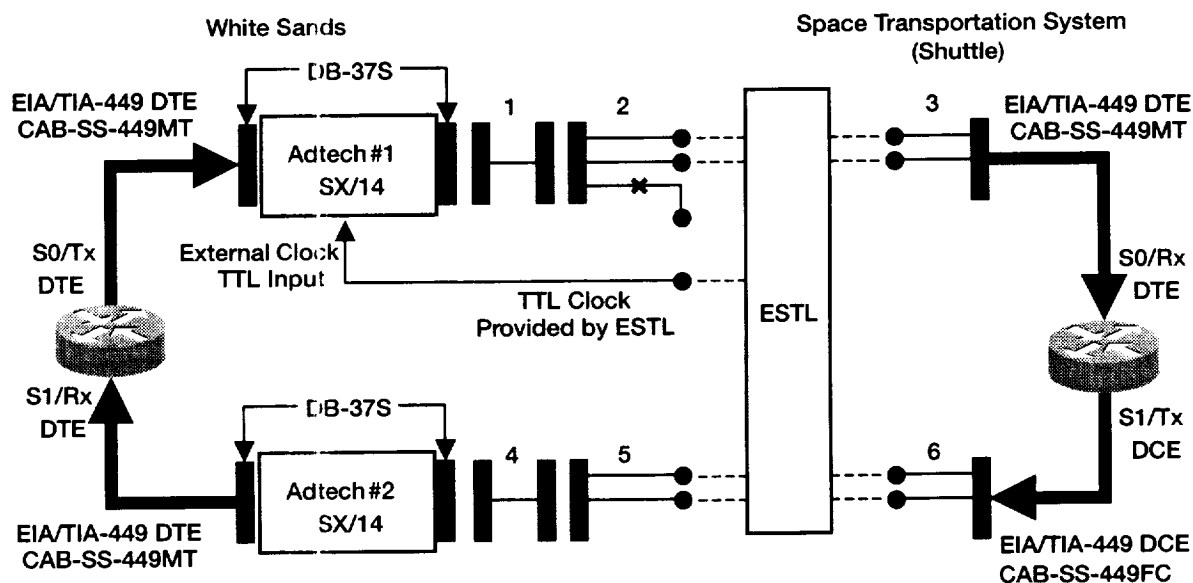 White Sands
Space Transportation System
(Shuttle)
DB-37S
EIA/TIA-449 DTE
CAB-SS-449MT
1
2
3
EIA/TIA-449 DTE
CAB-SS-449MT
Adtech #1
SX/14
S0/Tx
DTE
External Clock
TTL Input
TTL Clock
Provided by ESTL
ESTL
S0/Rx
DTE
S1/Rx
DTE
DB-37S
S1/Tx
DCE
4
5
6
Adtech #2
SX/14
EIA/TIA-449 DTE
CAB-SS-449MT
EIA/TIA-449 DCE
CAB-SS-449FC